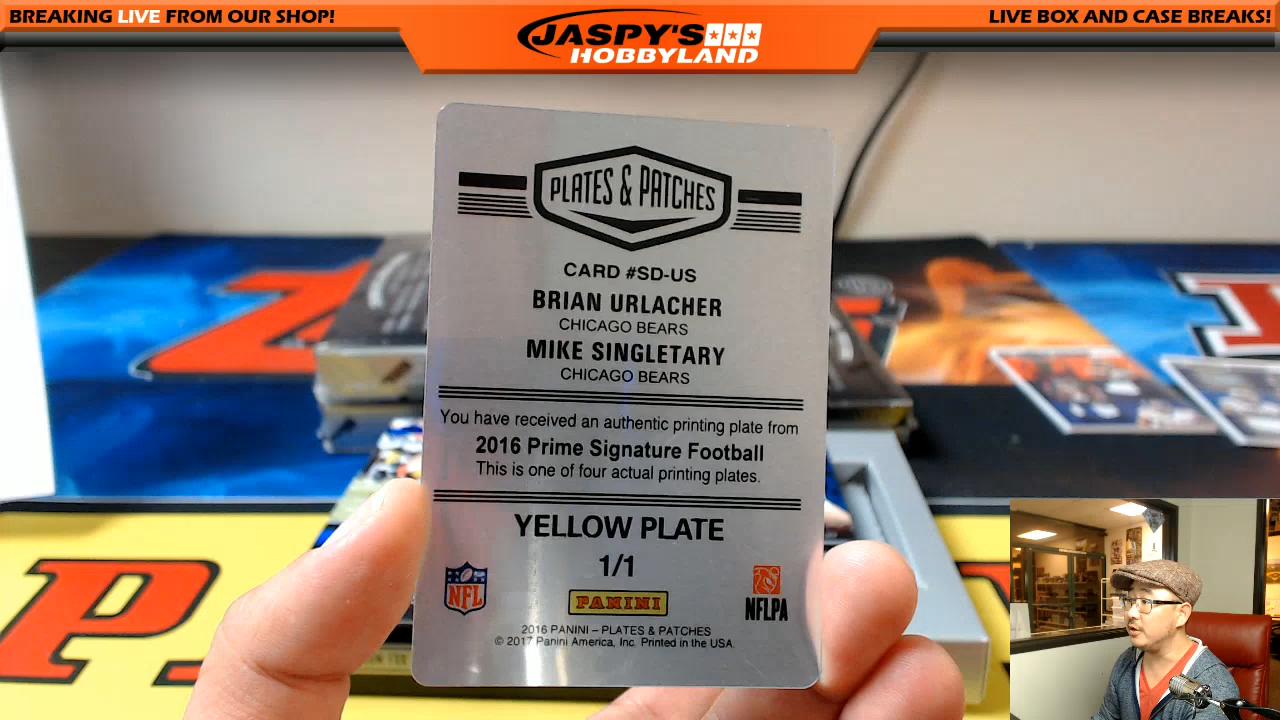 BREAKING LIVE FROM OUR SHOP!
JASPY'S
HOBBYLAND
LIVE BOX AND CASE BREAKS!
PLATES & PATCHES
CARD #SD-US
BRIAN URLACHER
CHICAGO BEARS
MIKE SINGLETARY
CHICAGO BEARS
You have received an authentic printing plate from
2016 Prime Signature Football
This is one of four actual printing plates.
YELLOW PLATE
1/1
NFL
PANINI
NFLPA
2016 PANINI – PLATES & PATCHES
© 2017 Panini America, Inc. Printed in the USA.